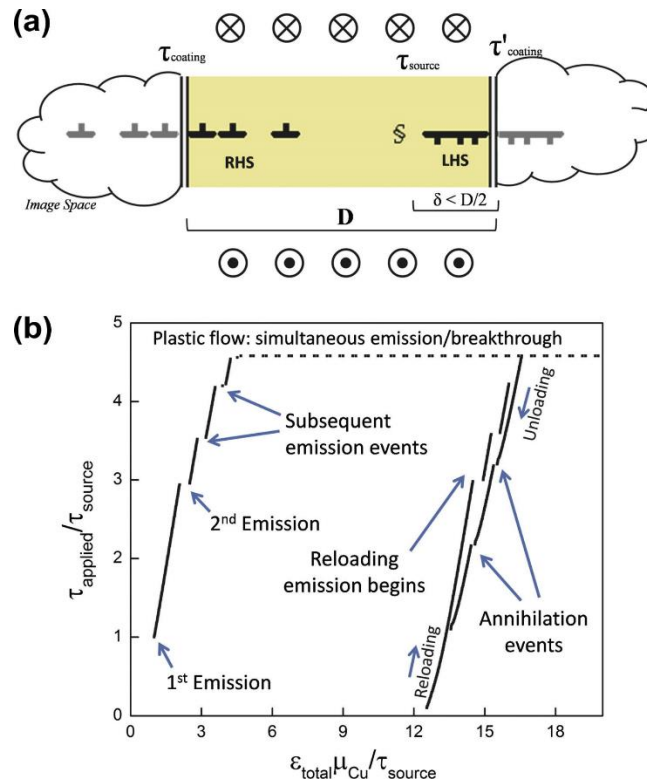 (a)
τcoating
τsource
τ'coating
RHS
LHS
Image Space
δ < D/2
D
(b)
Plastic flow: simultaneous emission/breakthrough
Subsequent
emission events
2nd Emission
1st Emission
Reloading
emission begins
Unloading
Reloading
Annihilation
events
5
4
3
2
1
0
τapplied/τsource
0 3 6 9 12 15 18
εtotalμCu/τsource